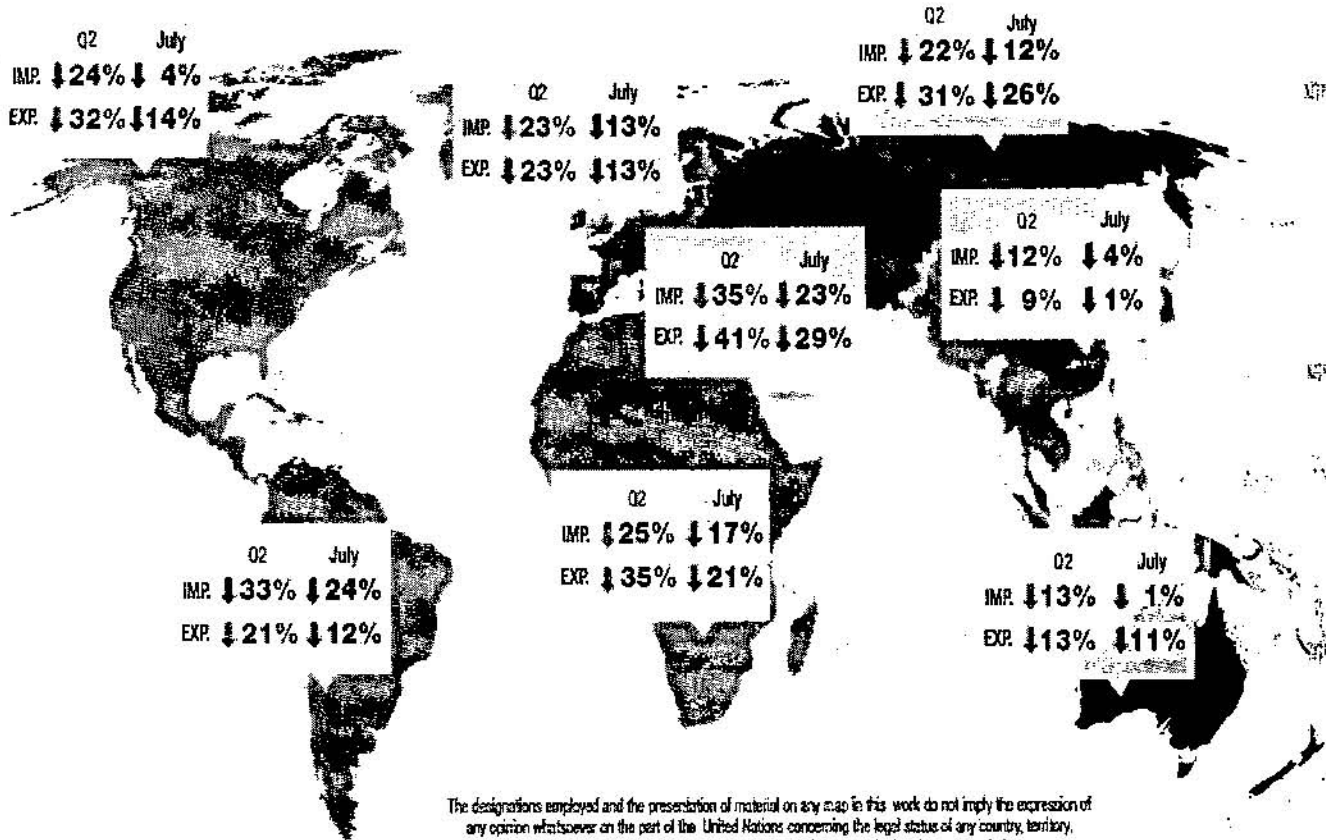 Q2 July
IMP. ⬇24% ⬇ 4%
EXP. ⬇32% ⬇14%
Q2 July
IMP. ⬇22% ⬇12%
EXP. ⬇ 31% ⬇26%
Q2 July
IMP. ⬇23% ⬇13%
EXP. ⬇23% ⬇13%
Q2 July
IMP. ⬇12% ⬇4%
EXP. ⬇ 9% ⬇1%
Q2 July
IMP. ⬇35% ⬇23%
EXP. ⬇41% ⬇29%
Q2 July
IMP. ⬇25% ⬇17%
EXP. ⬇35% ⬇21%
Q2 July
IMP. ⬇33% ⬇24%
EXP. ⬇21% ⬇12%
Q2 July
IMP. ⬇13% ⬇ 1%
EXP. ⬇13% ⬇11%
The designations employed and the presentation of material on any map in this work do not imply the expression of
any opinion whatsoever on the part of the United Nations concerning the legal status of any country, territory,